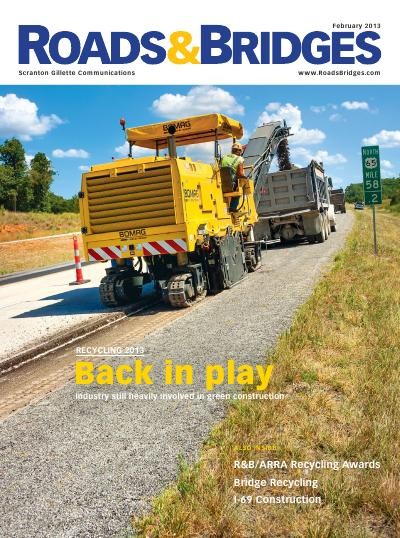 February 2013
ROADS&BRIDGES
Scranton Gillette Communications www.RoadsBridges.com
BOMAG
BOMAG
BOMAG
NORTH
65
MILE
58
2
RECYCLING 2013
Back in play
Industry still heavily involved in green construction
ALSO INSIDE
R&B/ARRA Recycling Awards
Bridge Recycling
I-69 Construction